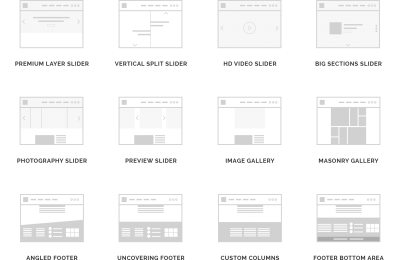 PREMIUM LAYER SLIDER
VERTICAL SPLIT SLIDER
HD VIDEO SLIDER
BIG SECTIONS SLIDER
PHOTOGRAPHY SLIDER
PREVIEW SLIDER
IMAGE GALLERY
MASONRY GALLERY
ANGLED FOOTER
UNCOVERING FOOTER
CUSTOM COLUMNS
FOOTER BOTTOM AREA